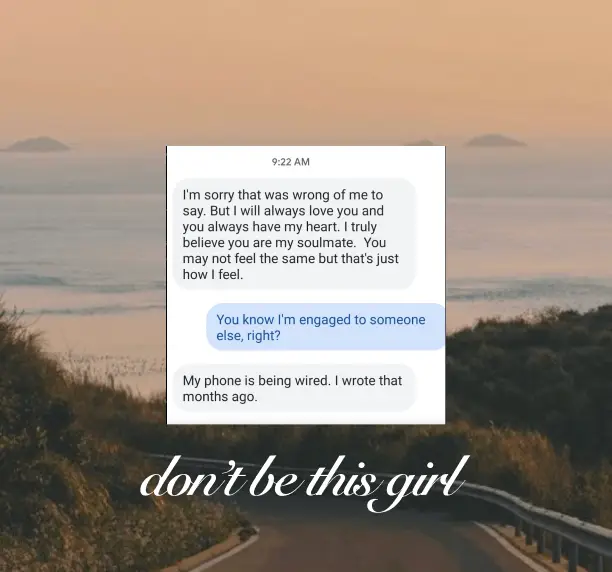 9:22 AM
I'm sorry that was wrong of me to
say. But I will always love you and
you always have my heart. I truly
believe you are my soulmate.  You
may not feel the same but that's just
how I feel.
You know I'm engaged to someone
else, right?
My phone is being wired. I wrote that
months ago.
don't be this girl